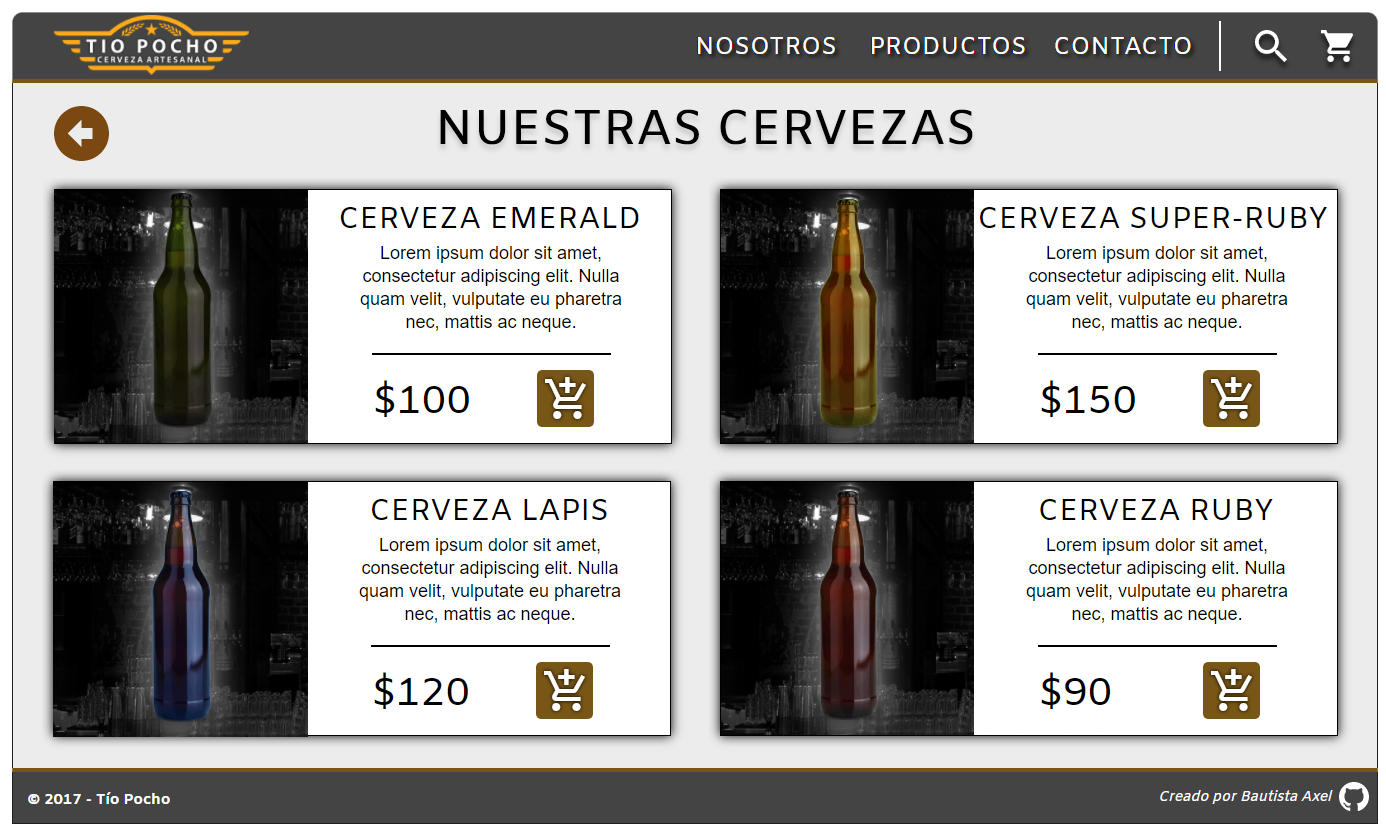 TIO POCHO
CERVEZA ARTESANAL
NOSOTROS PRODUCTOS CONTACTO
NUESTRAS CERVEZAS
CERVEZA EMERALD
Lorem ipsum dolor sit amet,
consectetur adipiscing elit. Nulla
quam velit, vulputate eu pharetra
nec, mattis ac neque.
$100
CERVEZA SUPER-RUBY
Lorem ipsum dolor sit amet,
consectetur adipiscing elit. Nulla
quam velit, vulputate eu pharetra
nec, mattis ac neque.
$150
CERVEZA LAPIS
Lorem ipsum dolor sit amet,
consectetur adipiscing elit. Nulla
quam velit, vulputate eu pharetra
nec, mattis ac neque.
$120
CERVEZA RUBY
Lorem ipsum dolor sit amet,
consectetur adipiscing elit. Nulla
quam velit, vulputate eu pharetra
nec, mattis ac neque.
$90
© 2017 - Tío Pocho
Creado por Bautista Axel